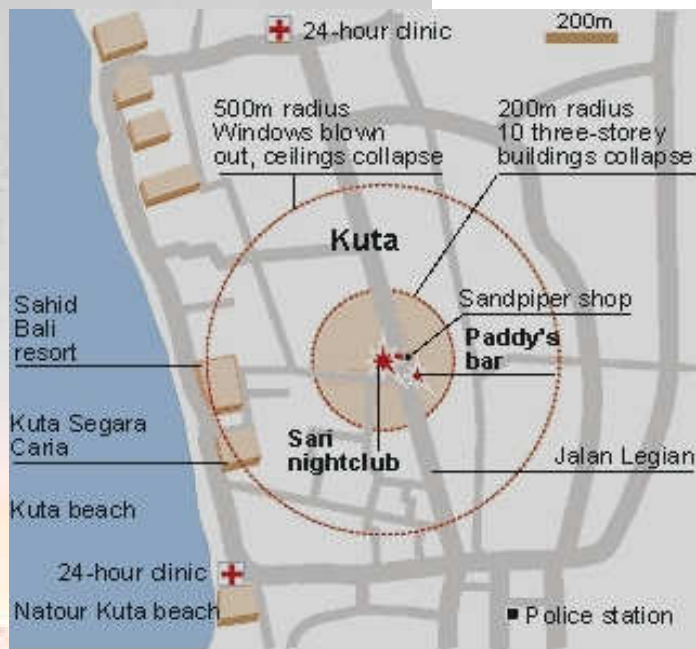 24-hour clinic
200m
500m radius
Windows blown
out, ceilings collapse
200m radius
10 three-storey
buildings collapse
Kuta
Sandpiper shop
Sahid
Bali
resort
Paddy's
bar
Kuta Segara
Caria
Sari
nightclub
Jalan Legian
Kuta beach
24-hour clinic
Natour Kuta beach
Police station